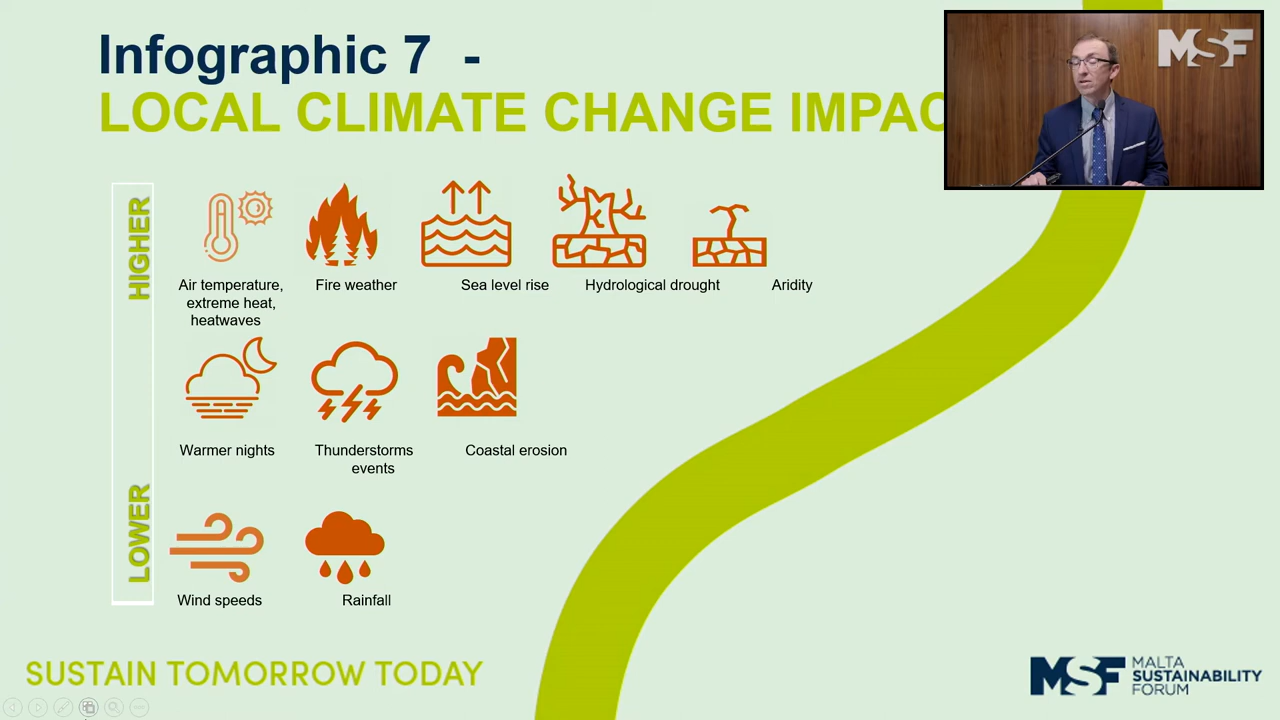 Infographic 7 -
LOCAL CLIMATE CHANGE IMPAC
MSF
HIGHER
Air temperature,
extreme heat,
heatwaves
Fire weather
Sea level rise
Hydrological drought
Aridity
Warmer nights
Thunderstorms
events
Coastal erosion
LOWER
Wind speeds
Rainfall
SUSTAIN TOMORROW TODAY
MSF
MALTA
SUSTAINABILITY
FORUM